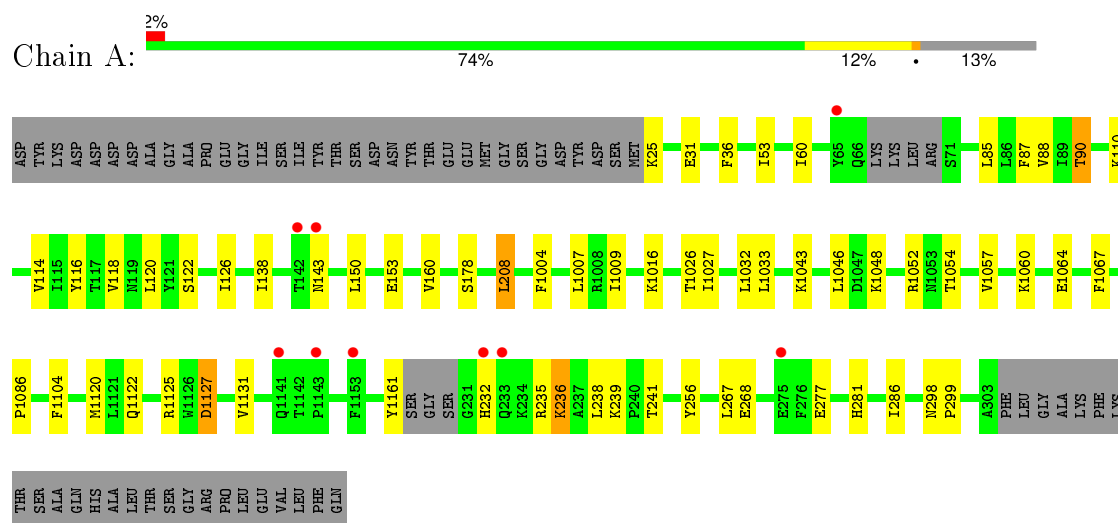 2%
Chain A:
74% 12% • 13%
ASP TYR LYS ASP ASP ASP ASP ALA GLY ALA PRO GLU GLY ILE SER ILE TYR THR SER ASP ASN TYR THR GLU GLU MET GLY SER GLY ASP TYR ASP SER MET K25 E31 F36 I53 I60 Y65 Q66 LYS LYS LEU ARG S71 L85 L86 F87 V88 I89 T90 K110
V114 I115 Y116 T117 V118 N119 L120 Y121 S122 I126 I138 T142 N143 L150 E153 V160 S178 L208 F1004 L1007 R1008 I1009 K1016 T1026 I1027 L1032 L1033 K1043 L1046 D1047 K1048 R1052 N1053 T1054 V1057 K1060 E1064 F1067
P1086 F1104 M1120 L1121 Q1122 R1125 W1126 D1127 V1131 Q1141 T1142 P1143 F1153 Y1161 SER GLY SER G231 H232 Q233 K234 R235 K236 A237 L238 K239 P240 T241 Y256 L267 E268 E275 F276 E277 H281 I286 N298 P299 A303 PHE LEU GLY ALA LYS PHE LYS
THR SER ALA GLN HIS ALA LEU THR SER GLY ARG PRO LEU GLU VAL LEU PHE GLN